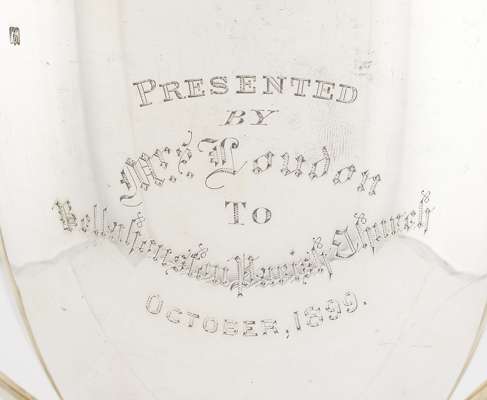 PRESENTED
BY
Mrs. Loudon
TO
Bellahouston Parish Church
OCTOBER, 1899.